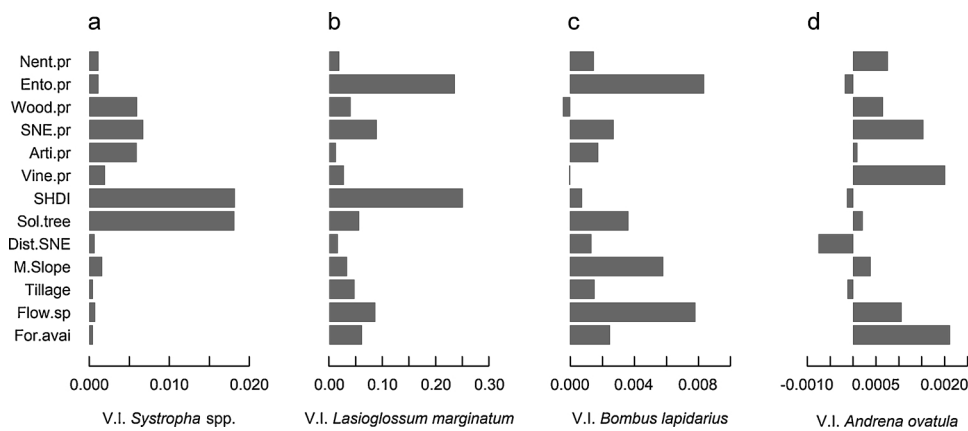 a b c d
Nent.pr
Ento.pr
Wood.pr
SNE.pr
Arti.pr
Vine.pr
SHDI
Sol.tree
Dist.SNE
M.Slope
Tillage
Flow.sp
For.avai
0.000 0.010 0.020 0.00 0.10 0.20 0.30 0.000 0.004 0.008 -0.0010 0.0005 0.0020
V.I. Systropha spp. V.I. Lasioglossum marginatum V.I. Bombus lapidarius V.I. Andrena ovatula